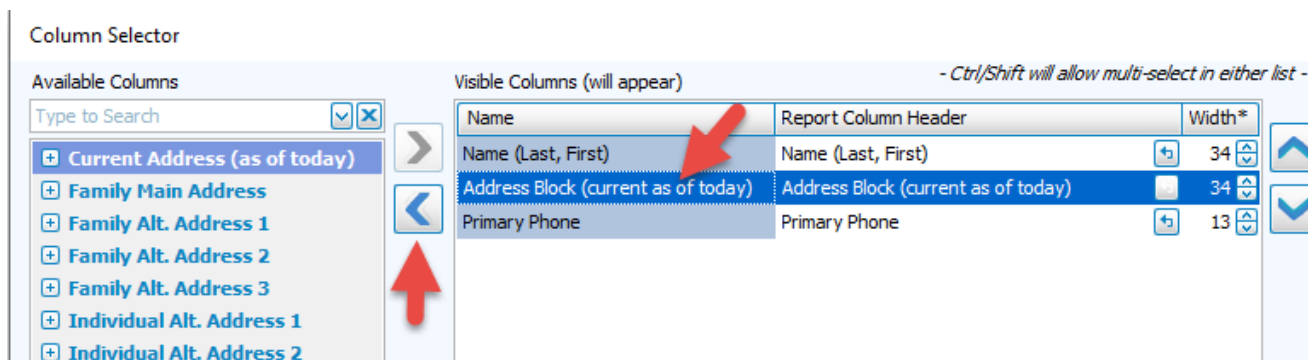 Column Selector
Available Columns
Visible Columns (will appear)
- Ctrl/Shift will allow multi-select in either list -
Type to Search
Name
Report Column Header
Width*
Current Address (as of today)
Name (Last, First)
Name (Last, First)
34
Family Main Address
Address Block (current as of today)
Address Block (current as of today)
34
Family Alt. Address 1
Primary Phone
Primary Phone
13
Family Alt. Address 2
Family Alt. Address 3
Individual Alt. Address 1
Individual Alt. Address 2